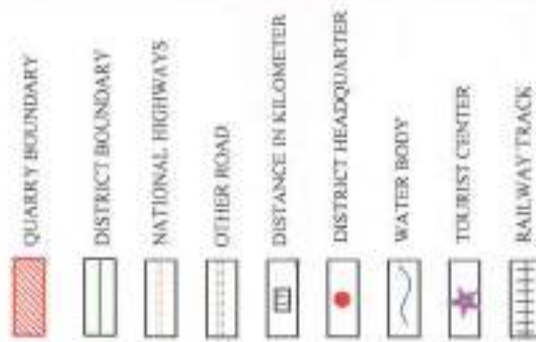 QUARRY BOUNDARY
DISTRICT BOUNDARY
NATIONAL HIGHWAYS
OTHER ROAD
DISTANCE IN KILOMETER
DISTRICT HEADQUARTER
WATER BODY
TOURIST CENTER
RAILWAY TRACK